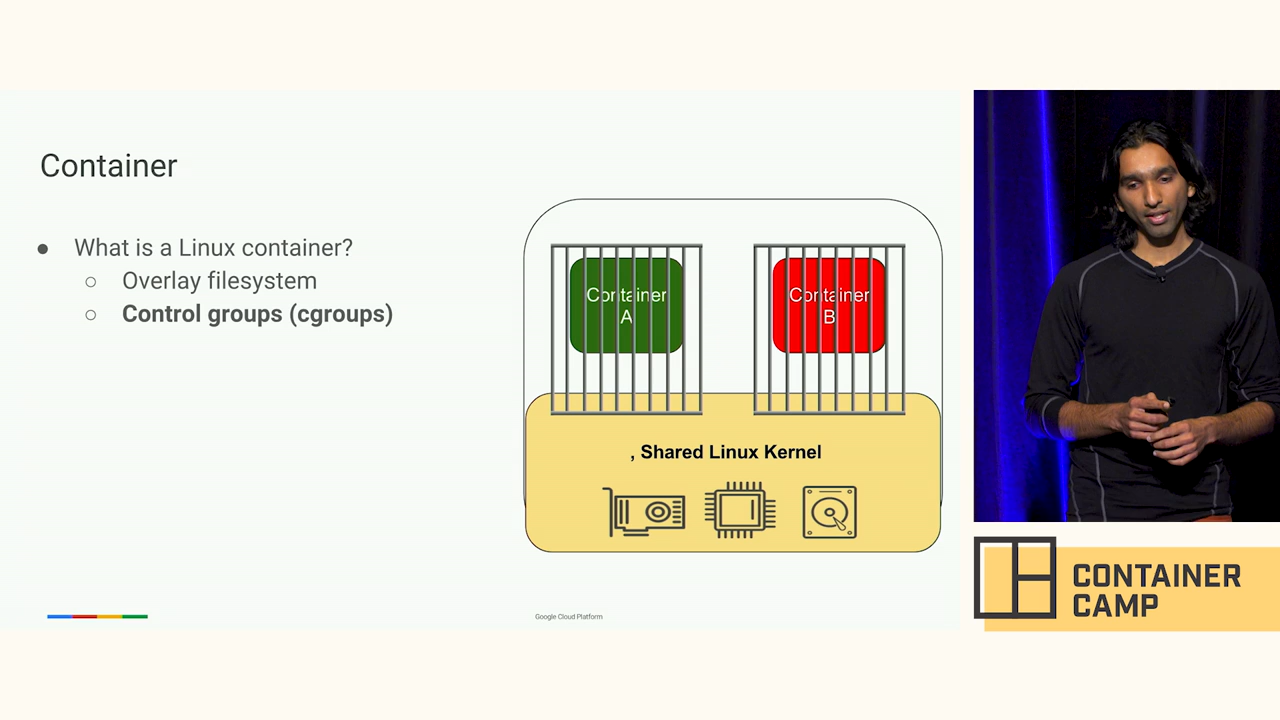 Container
● What is a Linux container?
○ Overlay filesystem
○ Control groups (cgroups)
Container
A
Container
B
, Shared Linux Kernel
Google Cloud Platform
CONTAINER
CAMP